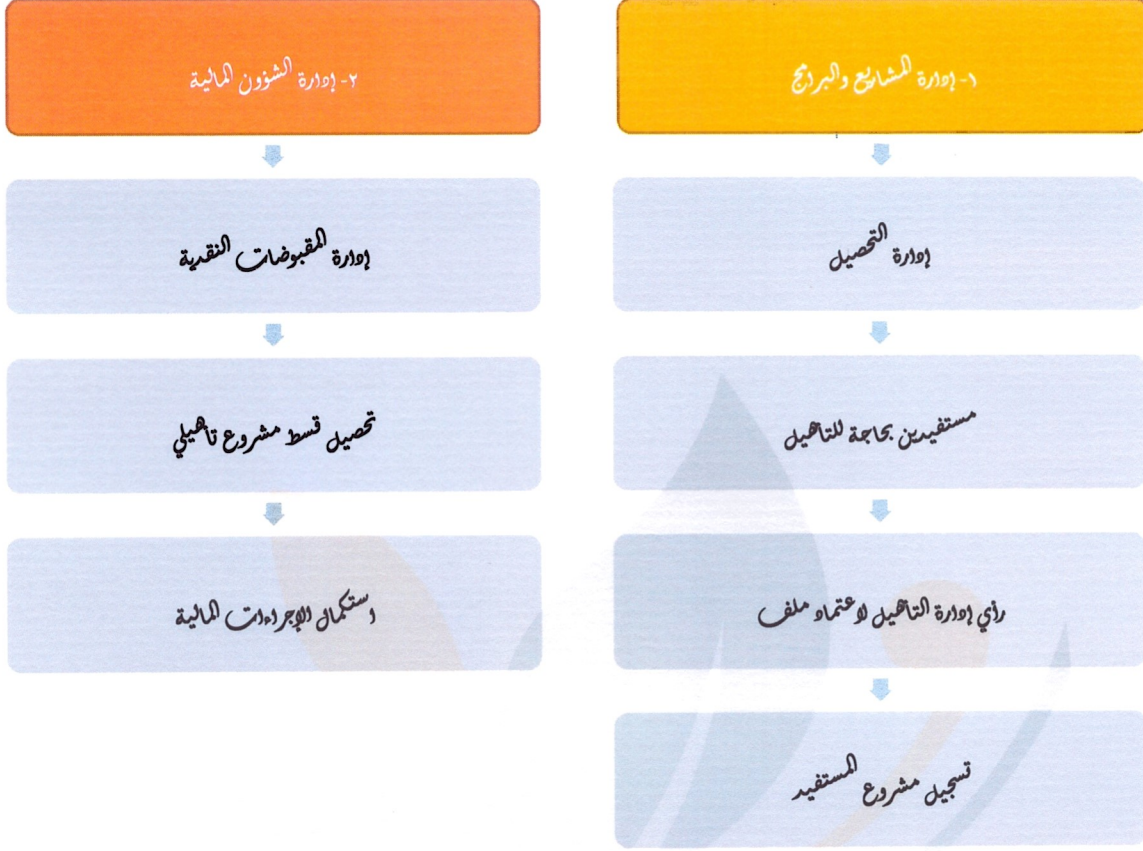 ١- إدارة المشاريع والبرامج
إدارة التحصيل
مستفيدين بحاجة للتأهيل
رأي إدارة التأهيل لاعتماد ملف
تسجيل مشروع المستفيد
٢- إدارة الشؤون المالية
إدارة المقبوضات النقدية
تحصيل قسط مشروع تأهيلي
استكمال الإجراءات المالية